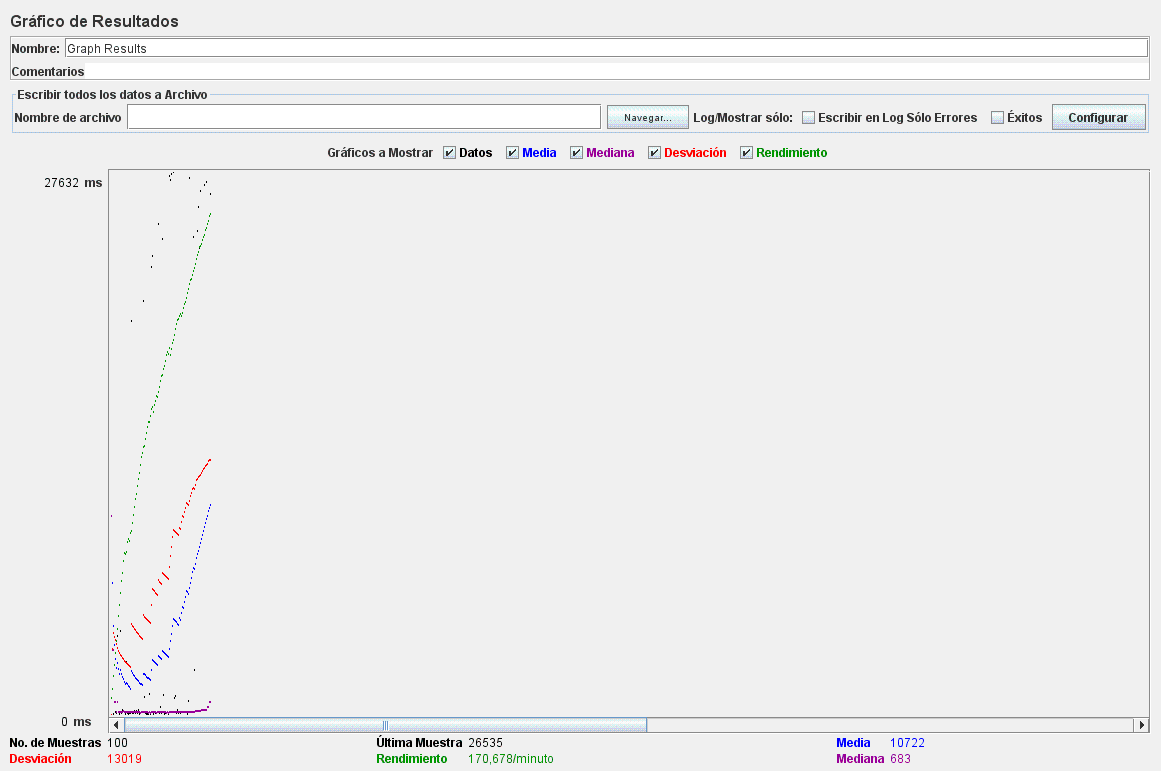 Gráfico de Resultados
Nombre: Graph Results
Comentarios
Escribir todos los datos a Archivo
Nombre de archivo Navegar... Log/Mostrar sólo: Escribir en Log Sólo Errores Éxitos Configurar
Gráficos a Mostrar Datos Media Mediana Desviación Rendimiento
27632 ms
0 ms
No. de Muestras 100 Última Muestra 26535 Media 10722
Desviación 13019 Rendimiento 170,678/minuto Mediana 683